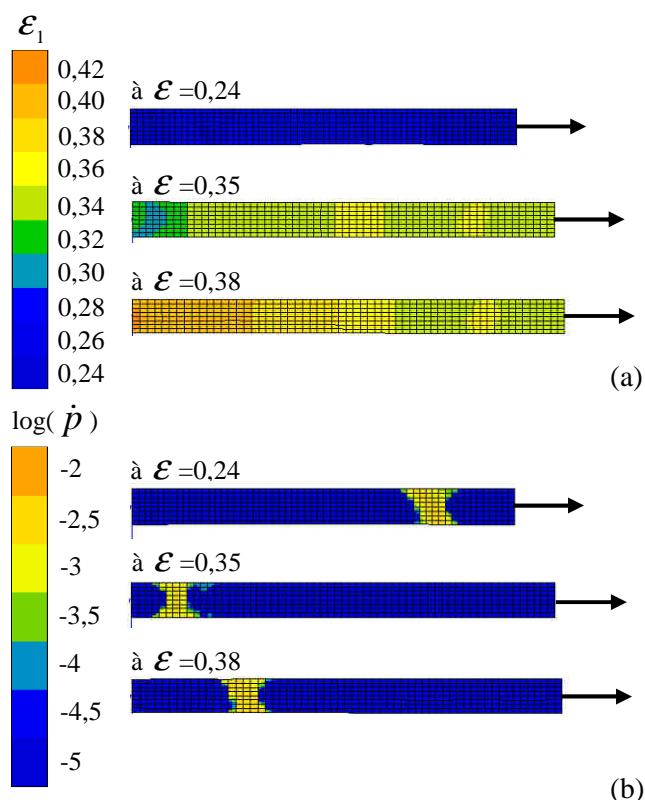 ε₁
0,42
0,40
0,38
0,36
0,34
0,32
0,30
0,28
0,26
0,24
à ε =0,24
à ε =0,35
à ε =0,38
(a)
log( ṗ )
-2
-2,5
-3
-3,5
-4
-4,5
-5
à ε =0,24
à ε =0,35
à ε =0,38
(b)